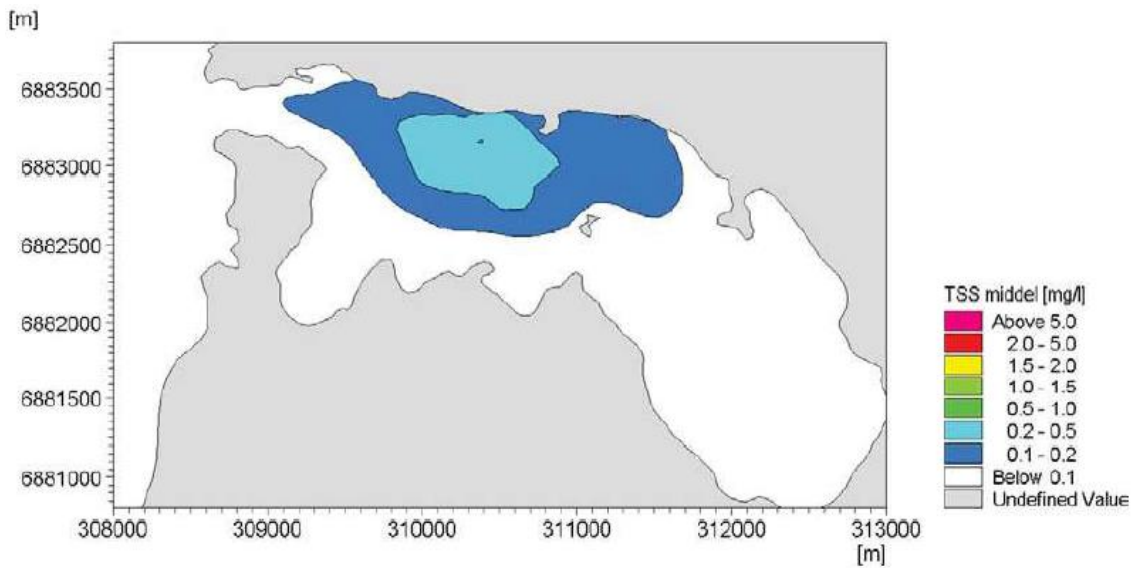 [m]
6883500
6883000
6882500
6882000
6881500
6881000
308000 309000 310000 311000 312000 313000
[m]
TSS middel [mg/l]
Above 5.0
2.0 - 5.0
1.5 - 2.0
1.0 - 1.5
0.5 - 1.0
0.2 - 0.5
0.1 - 0.2
Below 0.1
Undefined Value